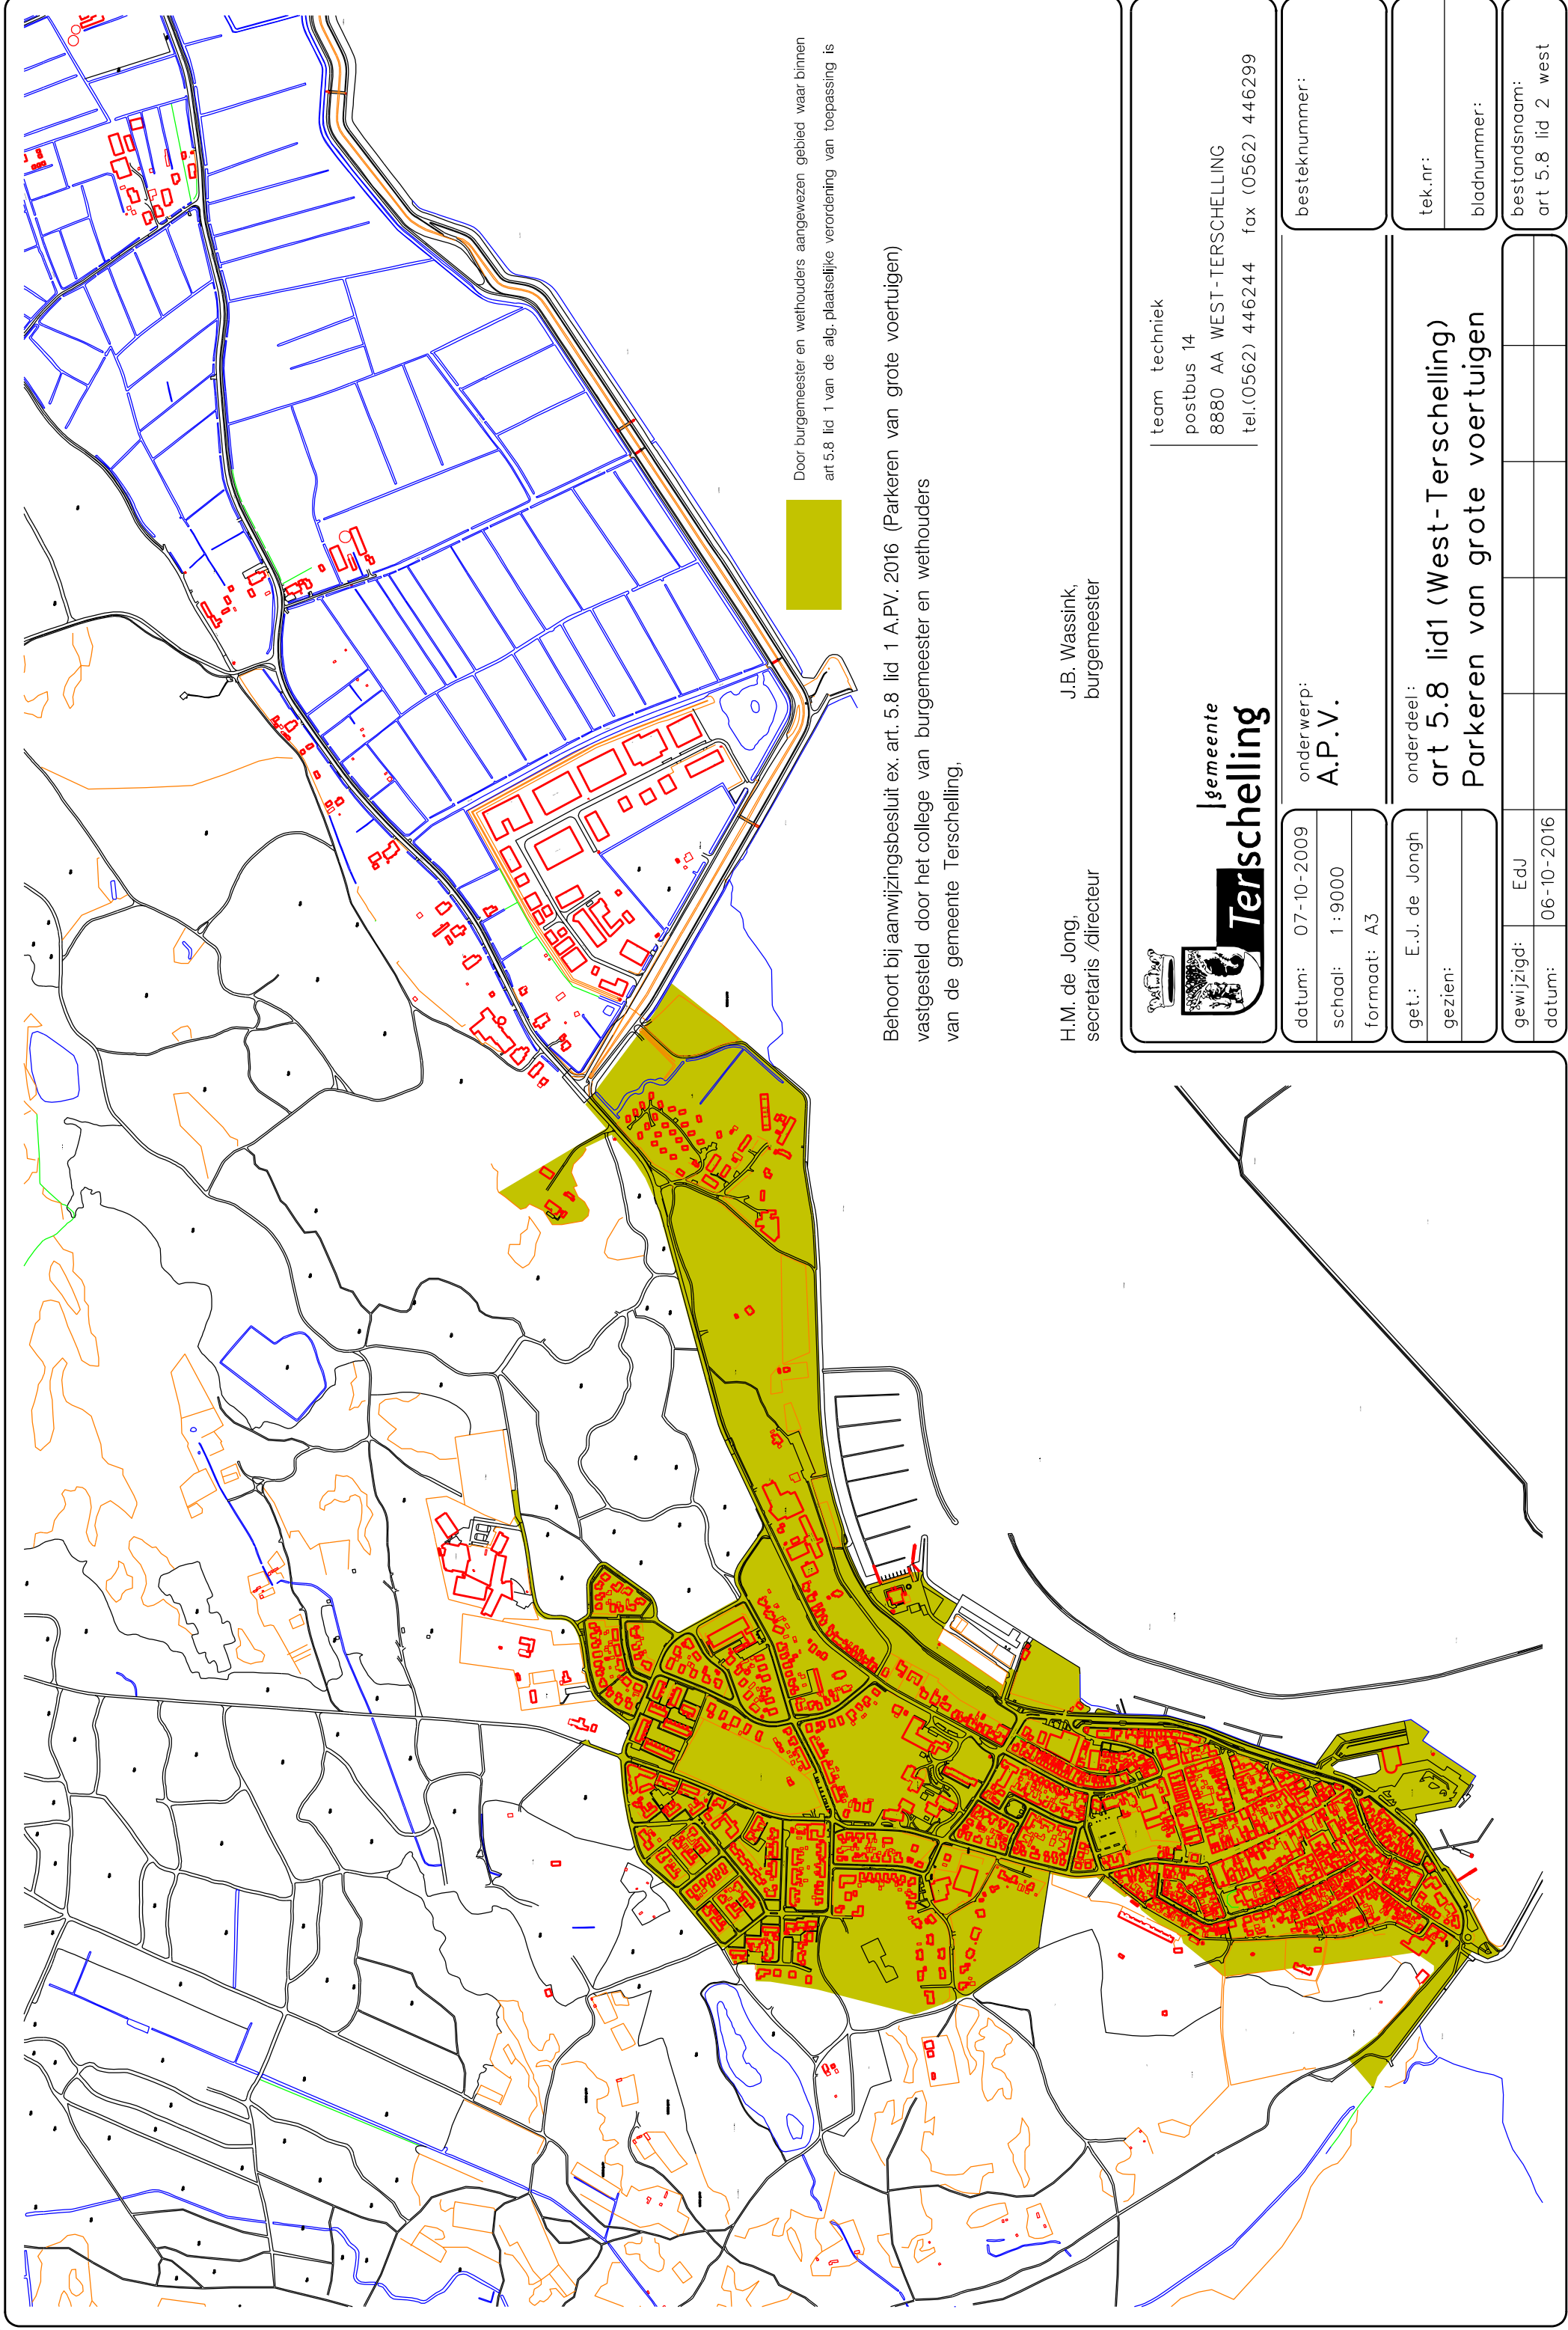 Door burgemeester en wethouders aangewezen gebied waar binnen
art 5.8 lid 1 van de alg. plaatselijke verordening van toepassing is
Behoort bij aanwijzingsbesluit ex. art. 5.8 lid 1 A.P.V. 2016 (Parkeren van grote voertuigen)
vastgesteld door het college van burgemeester en wethouders
van de gemeente Terschelling,
H.M. de Jong,
secretaris /directeur
J.B. Wassink,
burgemeester
gemeente
Terschelling
team techniek
postbus 14
8880 AA WEST-TERSCHELLING
tel.(0562) 446244 fax (0562) 446299
datum: 07-10-2009
schaal: 1:9000
formaat: A3
onderwerp:
A.P.V.
besteknummer:
get.: E.J. de Jongh
gezien:
onderdeel:
art 5.8 lid1 (West-Terschelling)
Parkeren van grote voertuigen
tek.nr:
bladnummer:
gewijzigd: EdJ
datum: 06-10-2016
bestandsnaam:
art 5.8 lid 2 west